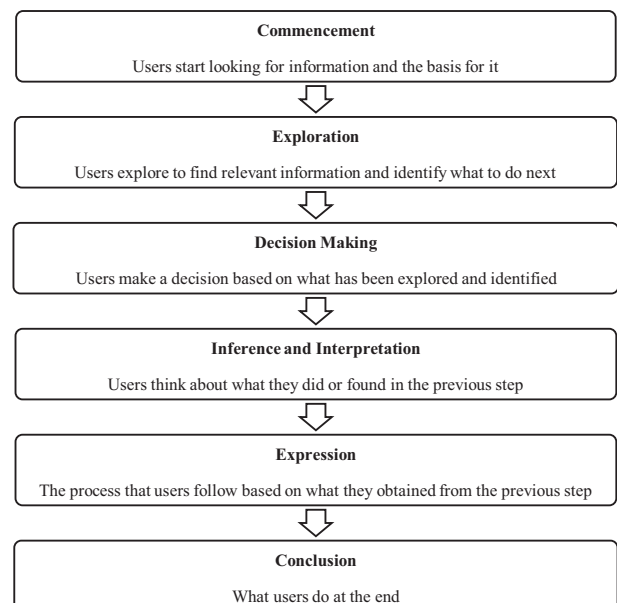 Commencement
Users start looking for information and the basis for it
Exploration
Users explore to find relevant information and identify what to do next
Decision Making
Users make a decision based on what has been explored and identified
Inference and Interpretation
Users think about what they did or found in the previous step
Expression
The process that users follow based on what they obtained from the previous step
Conclusion
What users do at the end